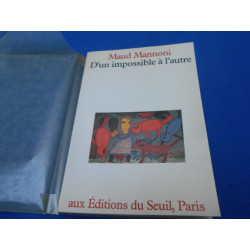 Maud Mannoni
D'un impossible à l'autre
aux Éditions du Seuil, Paris